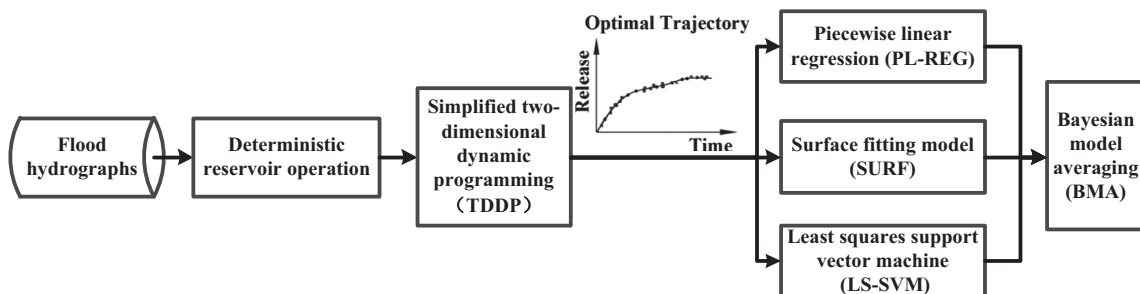 Flood
hydrographs
Deterministic
reservoir operation
Simplified two-
dimensional
dynamic
programming
（TDDP）
Optimal Trajectory
Release
Time
Piecewise linear
regression (PL-REG)
Surface fitting model
(SURF)
Least squares support
vector machine
(LS-SVM)
Bayesian
model
averaging
(BMA)